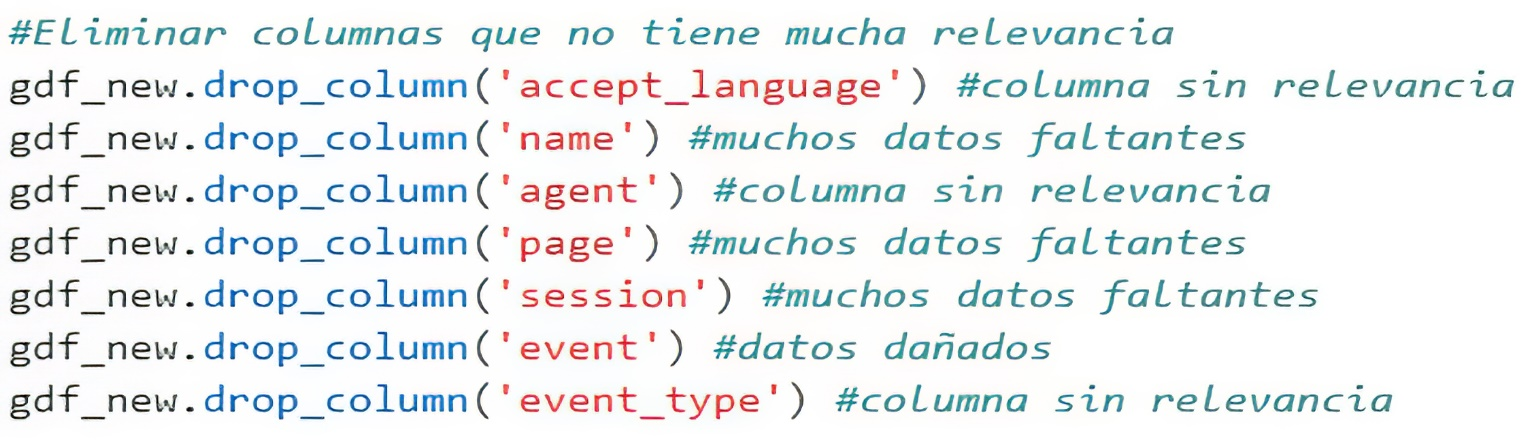 #Eliminar columnas que no tiene mucha relevancia
gdf_new.drop_column('accept_language') #columna sin relevancia
gdf_new.drop_column('name') #muchos datos faltantes
gdf_new.drop_column('agent') #columna sin relevancia
gdf_new.drop_column('page') #muchos datos faltantes
gdf_new.drop_column('session') #muchos datos faltantes
gdf_new.drop_column('event') #datos dañados
gdf_new.drop_column('event_type') #columna sin relevancia